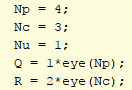 Np = 4;
Nc = 3;
Nu = 1;
Q = 1*eye(Np);
R = 2*eye(Nc);